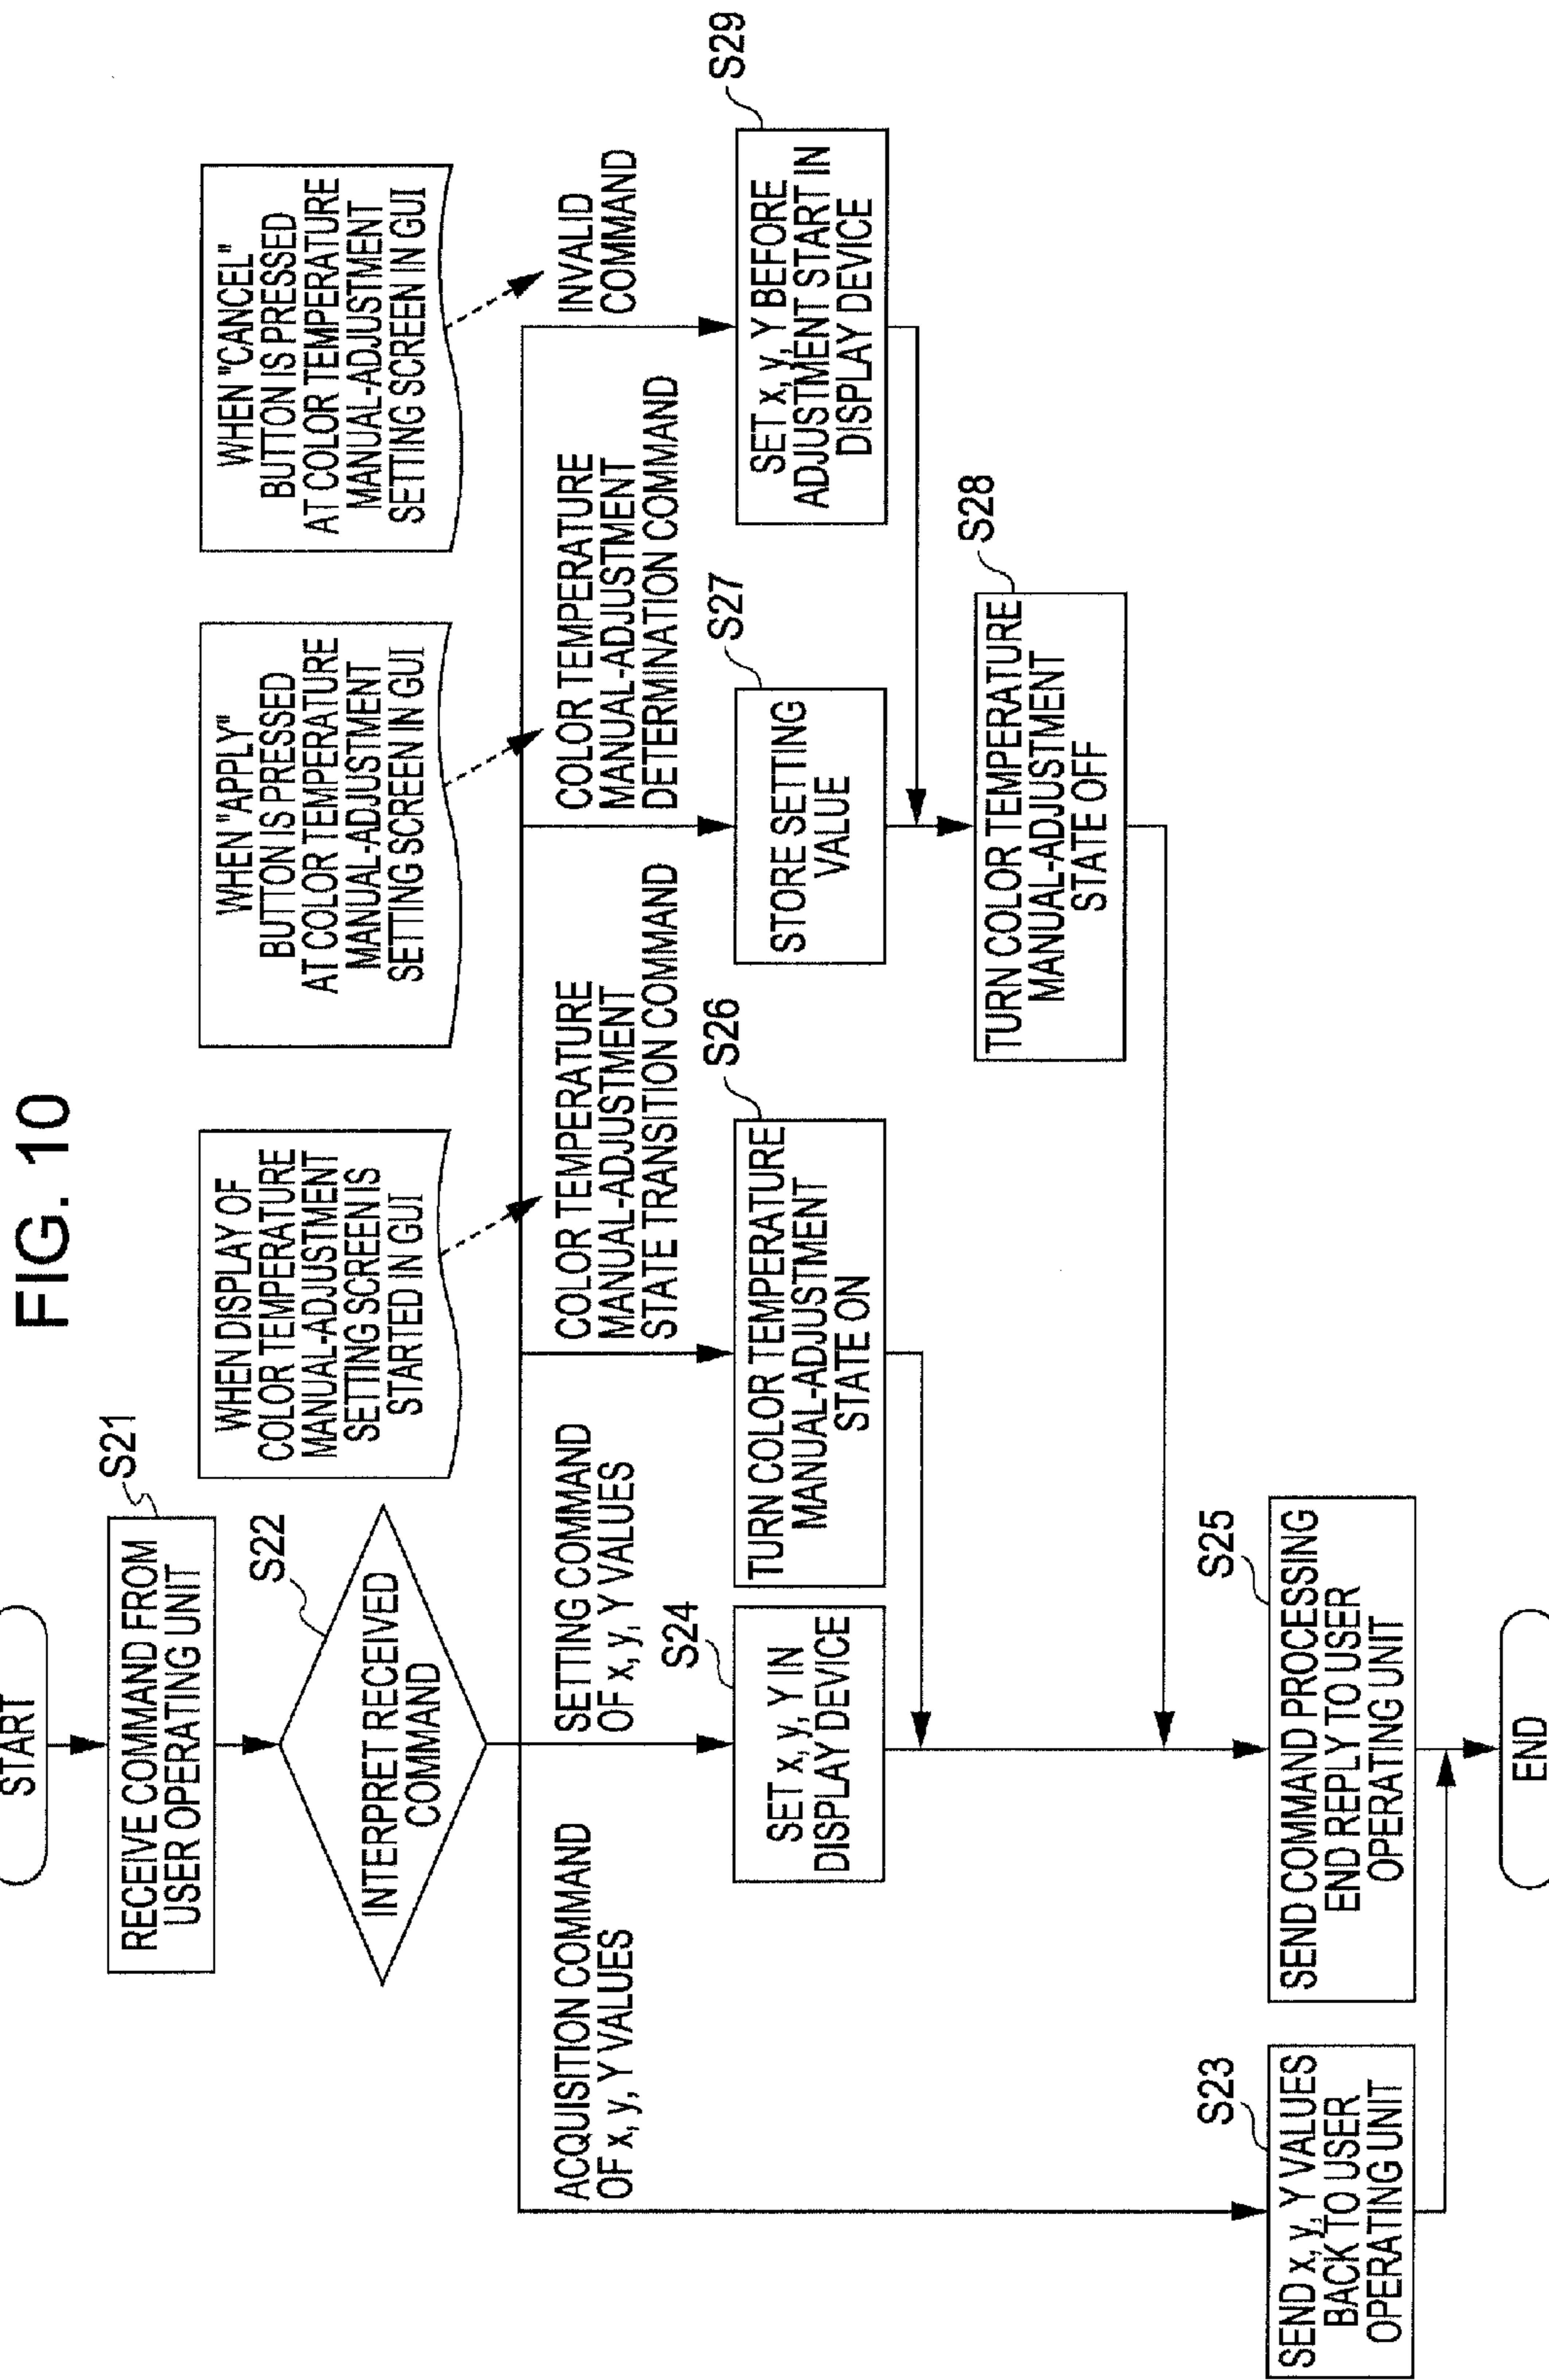 FIG. 10
START
RECEIVE COMMAND FROM
USER OPERATING UNIT
S21
INTERPRET RECEIVED
COMMAND
S22
WHEN DISPLAY OF
COLOR TEMPERATURE
MANUAL-ADJUSTMENT
SETTING SCREEN IS
STARTED IN GUI
WHEN "APPLY"
BUTTON IS PRESSED
AT COLOR TEMPERATURE
MANUAL-ADJUSTMENT
SETTING SCREEN IN GUI
WHEN "CANCEL"
BUTTON IS PRESSED
AT COLOR TEMPERATURE
MANUAL-ADJUSTMENT
SETTING SCREEN IN GUI
ACQUISITION COMMAND
OF x, y, Y VALUES
SETTING COMMAND
OF x, y, Y VALUES
COLOR TEMPERATURE
MANUAL-ADJUSTMENT
STATE TRANSITION COMMAND
COLOR TEMPERATURE
MANUAL-ADJUSTMENT
DETERMINATION COMMAND
INVALID
COMMAND
S24
SET x, y, Y IN
DISPLAY DEVICE
S26
TURN COLOR TEMPERATURE
MANUAL-ADJUSTMENT
STATE ON
S27
STORE SETTING
VALUE
S29
SET x, y, Y BEFORE
ADJUSTMENT START IN
DISPLAY DEVICE
S28
TURN COLOR TEMPERATURE
MANUAL-ADJUSTMENT
STATE OFF
S23
SEND x, y, Y VALUES
BACK TO USER
OPERATING UNIT
S25
SEND COMMAND PROCESSING
END REPLY TO USER
OPERATING UNIT
END